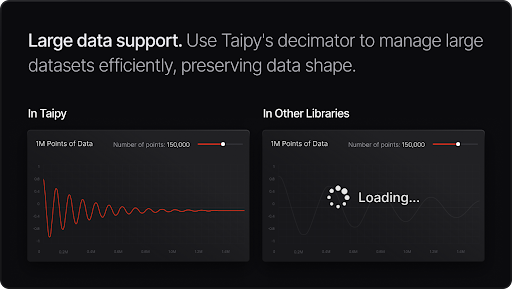 Large data support. Use Taipy's decimator to manage large
datasets efficiently, preserving data shape.
In Taipy
In Other Libraries
1M Points of Data
Number of points: 150,000
1M Points of Data
Number of points: 150,000
Loading...